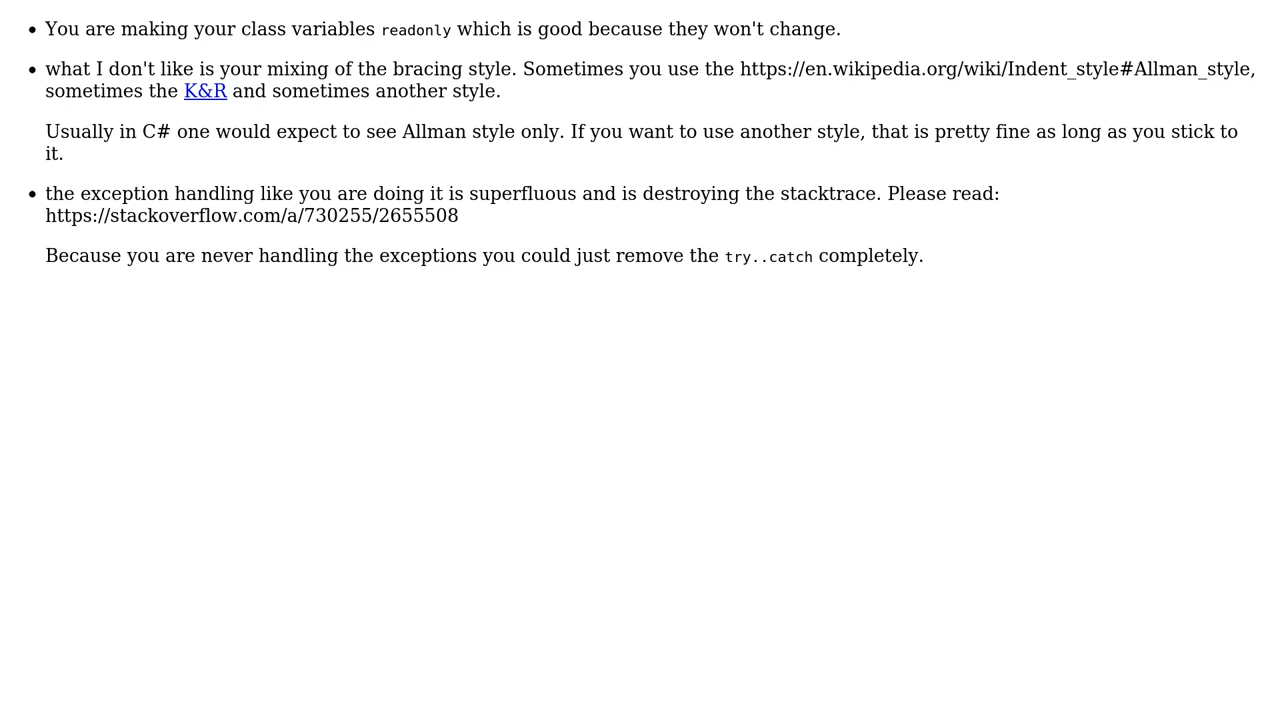 You are making your class variables readonly which is good because they won't change.
what I don't like is your mixing of the bracing style. Sometimes you use the https://en.wikipedia.org/wiki/Indent_style#Allman_style,
sometimes the K&R and sometimes another style.
Usually in C# one would expect to see Allman style only. If you want to use another style, that is pretty fine as long as you stick to
it.
the exception handling like you are doing it is superfluous and is destroying the stacktrace. Please read:
https://stackoverflow.com/a/730255/2655508
Because you are never handling the exceptions you could just remove the try..catch completely.